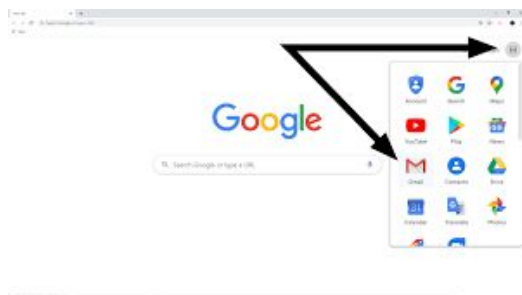 Google
Search Google or type a URL
Account Search Maps
YouTube Play News
Gmail Contacts Drive
Calendar Translate Photos